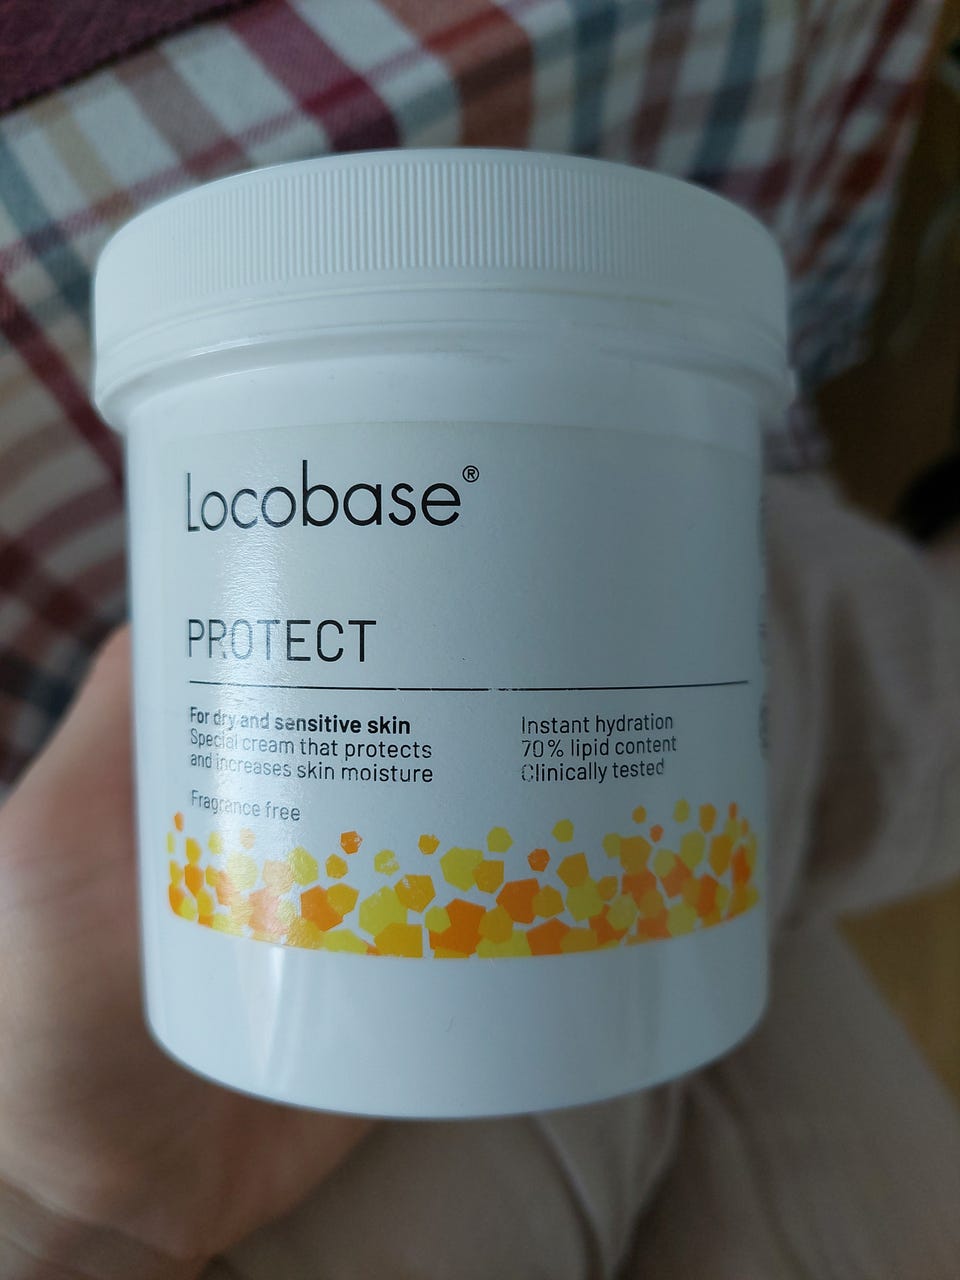 Locobase®
PROTECT
For dry and sensitive skin
Special cream that protects
and increases skin moisture
Fragrance free
Instant hydration
70% lipid content
Clinically tested